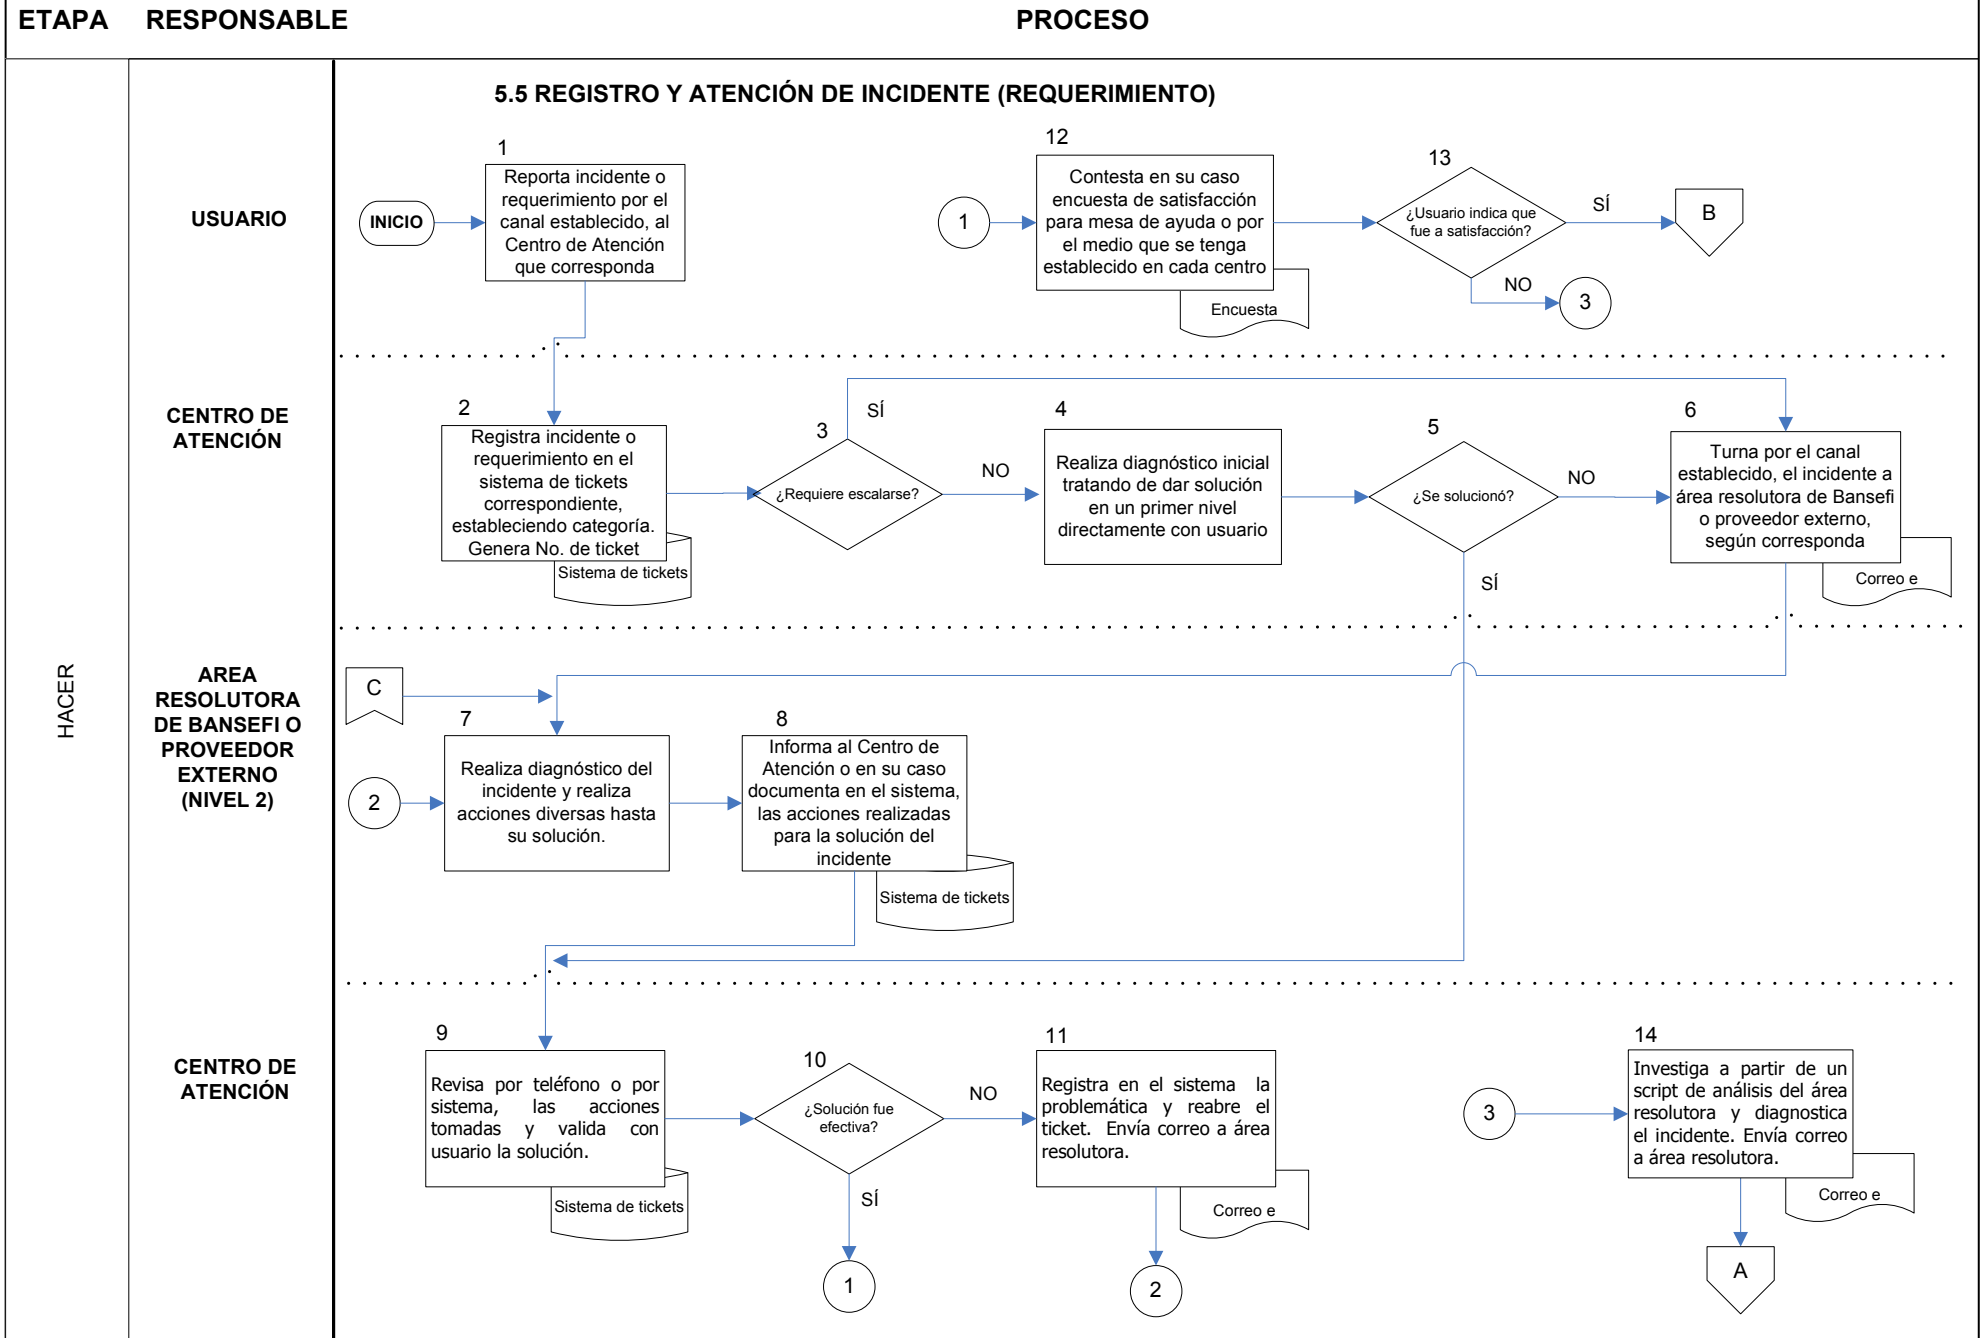 ETAPA RESPONSABLE PROCESO
5.5 REGISTRO Y ATENCIÓN DE INCIDENTE (REQUERIMIENTO)
HACER
USUARIO
INICIO
1
Reporta incidente o
requerimiento por el
canal establecido, al
Centro de Atención
que corresponda
1
12
Contesta en su caso
encuesta de satisfacción
para mesa de ayuda o por
el medio que se tenga
establecido en cada centro
Encuesta
13
¿Usuario indica que
fue a satisfacción?
SÍ
B
NO
3
CENTRO DE
ATENCIÓN
2
Registra incidente o
requerimiento en el
sistema de tickets
correspondiente,
estableciendo categoría.
Genera No. de ticket
Sistema de tickets
3
¿Requiere escalarse?
SÍ
NO
4
Realiza diagnóstico inicial
tratando de dar solución
en un primer nivel
directamente con usuario
5
¿Se solucionó?
NO
SÍ
6
Turna por el canal
establecido, el incidente a
área resolutora de Bansefi
o proveedor externo,
según corresponda
Correo e
AREA
RESOLUTORA
DE BANSEFI O
PROVEEDOR
EXTERNO
(NIVEL 2)
C
2
7
Realiza diagnóstico del
incidente y realiza
acciones diversas hasta
su solución.
8
Informa al Centro de
Atención o en su caso
documenta en el sistema,
las acciones realizadas
para la solución del
incidente
Sistema de tickets
CENTRO DE
ATENCIÓN
9
Revisa por teléfono o por
sistema, las acciones
tomadas y valida con
usuario la solución.
Sistema de tickets
10
¿Solución fue
efectiva?
NO
SÍ
1
11
Registra en el sistema la
problemática y reabre el
ticket. Envía correo a área
resolutora.
Correo e
2
3
14
Investiga a partir de un
script de análisis del área
resolutora y diagnostica
el incidente. Envía correo
a área resolutora.
Correo e
A